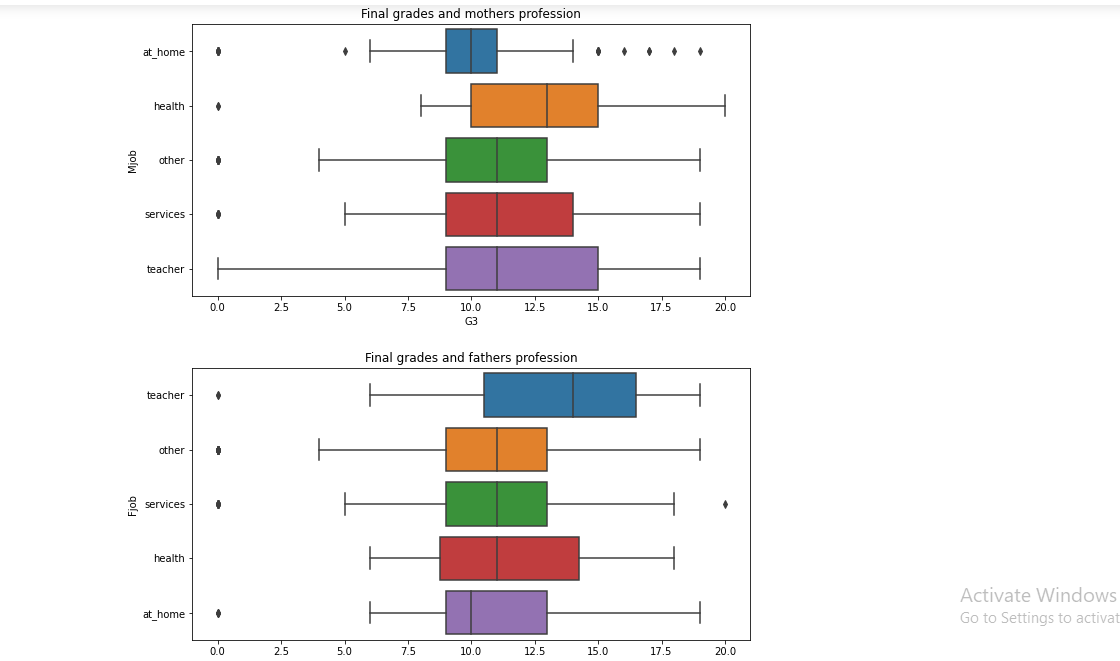 Final grades and mothers profession
at_home
health
Mjob
other
services
teacher
0.0 2.5 5.0 7.5 10.0 12.5 15.0 17.5 20.0
G3
Final grades and fathers profession
teacher
other
Fjob
services
health
at_home
0.0 2.5 5.0 7.5 10.0 12.5 15.0 17.5 20.0
Activate Windows
Go to Settings to activat